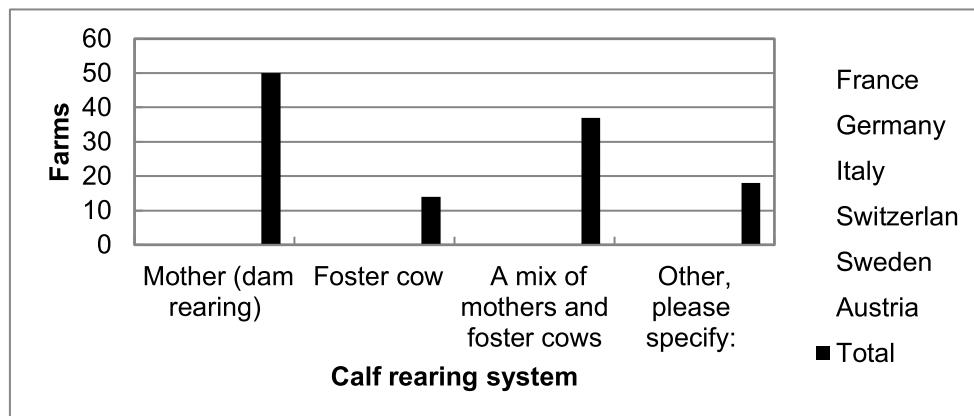 60
50
40
30
20
10
0
Farms
Mother (dam
rearing)
Foster cow
A mix of
mothers and
foster cows
Other,
please
specify:
Calf rearing system
France
Germany
Italy
Switzerlan
Sweden
Austria
Total